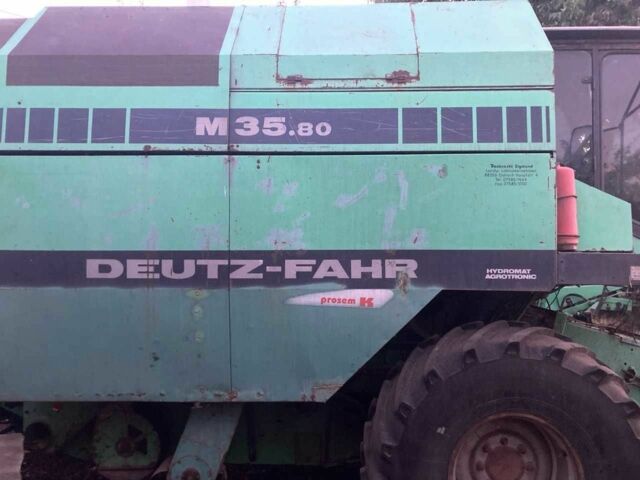 M 35.80
DEUTZ-FAHR
HYDROMAT
AGROTRONIC
prosem K